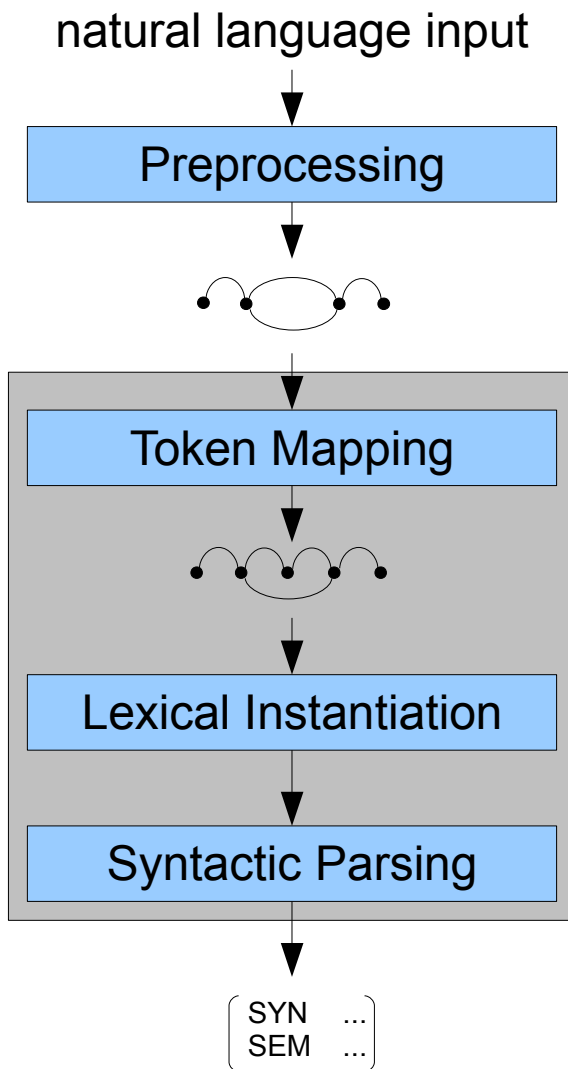 natural language input
Preprocessing
Token Mapping
Lexical Instantiation
Syntactic Parsing
SYN ...
SEM ...